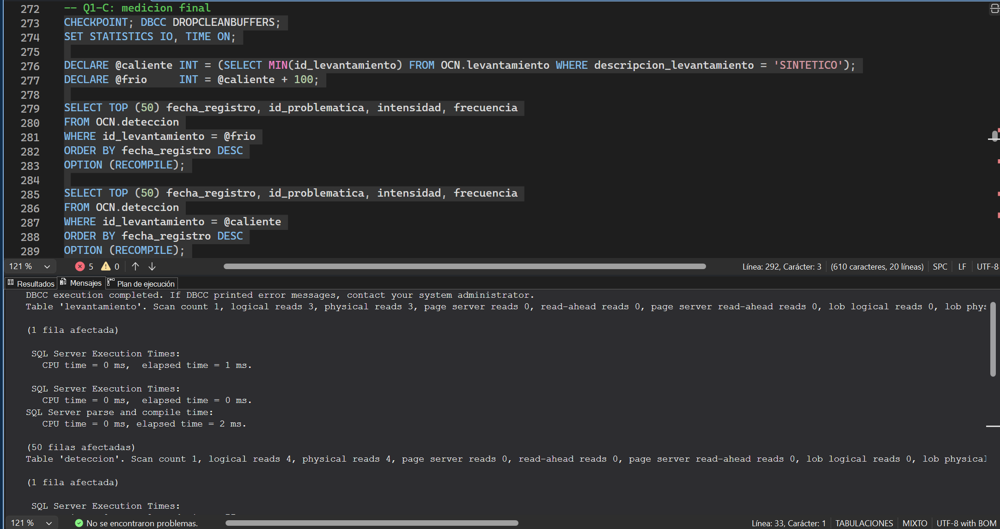 272 -- Q1-C: medicion final
273 CHECKPOINT; DBCC DROPCLEANBUFFERS;
274 SET STATISTICS IO, TIME ON;
275
276 DECLARE @caliente INT = (SELECT MIN(id_levantamiento) FROM OCN.levantamiento WHERE descripcion_levantamiento = 'SINTETICO');
277 DECLARE @frio     INT = @caliente + 100;
278
279 SELECT TOP (50) fecha_registro, id_problematica, intensidad, frecuencia
280 FROM OCN.deteccion
281 WHERE id_levantamiento = @frio
282 ORDER BY fecha_registro DESC
283 OPTION (RECOMPILE);
284
285 SELECT TOP (50) fecha_registro, id_problematica, intensidad, frecuencia
286 FROM OCN.deteccion
287 WHERE id_levantamiento = @caliente
288 ORDER BY fecha_registro DESC
289 OPTION (RECOMPILE);
121 % 5 0 Línea: 292, Carácter: 3 (610 caracteres, 20 líneas) SPC LF UTF-8
Resultados Mensajes Plan de ejecución
DBCC execution completed. If DBCC printed error messages, contact your system administrator.
Table 'levantamiento'. Scan count 1, logical reads 3, physical reads 3, page server reads 0, read-ahead reads 0, page server read-ahead reads 0, lob logical reads 0, lob phys
(1 fila afectada)
SQL Server Execution Times:
CPU time = 0 ms,  elapsed time = 1 ms.
SQL Server Execution Times:
CPU time = 0 ms,  elapsed time = 0 ms.
SQL Server parse and compile time:
CPU time = 0 ms, elapsed time = 2 ms.
(50 filas afectadas)
Table 'deteccion'. Scan count 1, logical reads 4, physical reads 4, page server reads 0, read-ahead reads 0, page server read-ahead reads 0, lob logical reads 0, lob physical
(1 fila afectada)
SQL Server Execution Times:
121 % No se encontraron problemas. Línea: 33, Carácter: 1 TABULACIONES MIXTO UTF-8 with BOM